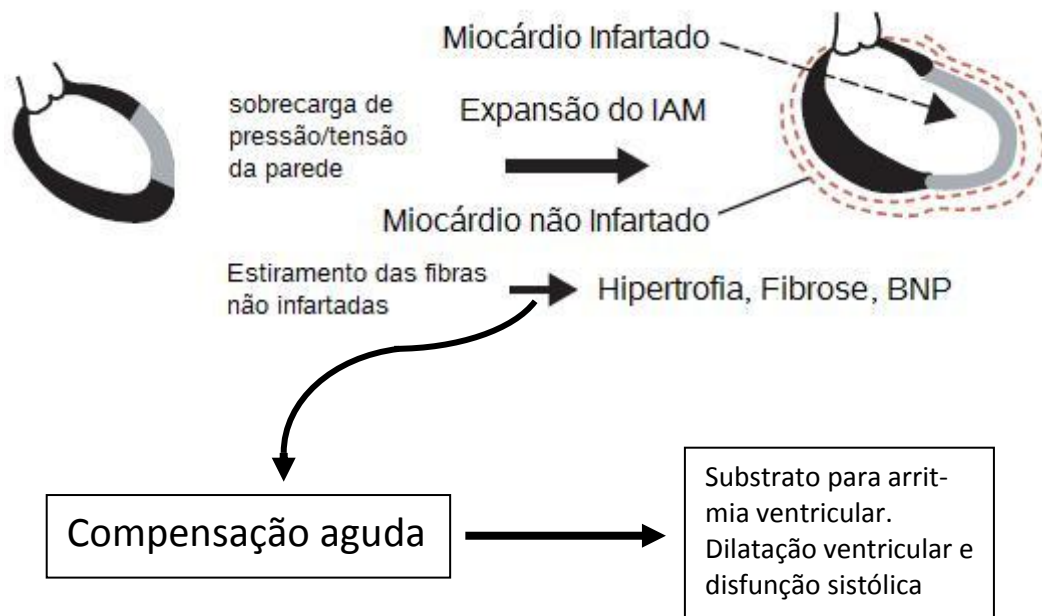 Miocárdio Infartado
sobrecarga de
pressão/tensão
da parede
Expansão do IAM
Miocárdio não Infartado
Estiramento das fibras
não infartadas
Hipertrofia, Fibrose, BNP
Compensação aguda
Substrato para arrit-
mia ventricular.
Dilatação ventricular e
disfunção sistólica